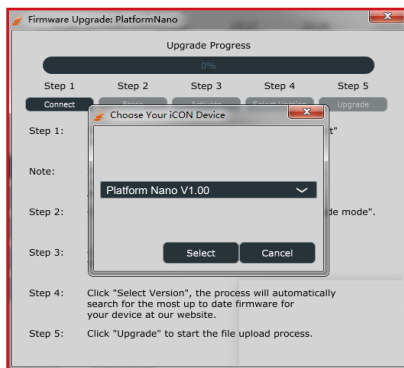 Firmware Upgrade: PlatformNano
Upgrade Progress
0%
Step 1 Step 2 Step 3 Step 4 Step 5
Connect Upgrade
Choose Your iCON Device
Step 1: t"
Note:
Platform Nano V1.00
Step 2: de mode".
Step 3:
Select Cancel
Step 4: Click "Select Version", the process will automatically
search for the most up to date firmware for
your device at our website.
Step 5: Click "Upgrade" to start the file upload process.